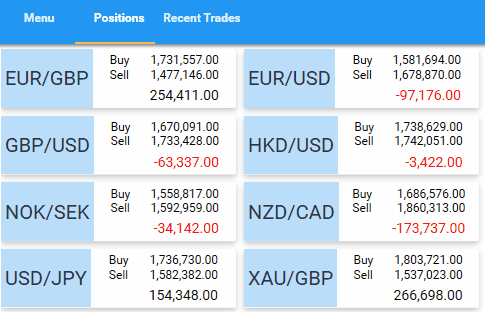 Menu Positions Recent Trades
EUR/GBP
Buy 1,731,557.00
Sell 1,477,146.00
254,411.00
EUR/USD
Buy 1,581,694.00
Sell 1,678,870.00
-97,176.00
GBP/USD
Buy 1,670,091.00
Sell 1,733,428.00
-63,337.00
HKD/USD
Buy 1,738,629.00
Sell 1,742,051.00
-3,422.00
NOK/SEK
Buy 1,558,817.00
Sell 1,592,959.00
-34,142.00
NZD/CAD
Buy 1,686,576.00
Sell 1,860,313.00
-173,737.00
USD/JPY
Buy 1,736,730.00
Sell 1,582,382.00
154,348.00
XAU/GBP
Buy 1,803,721.00
Sell 1,537,023.00
266,698.00